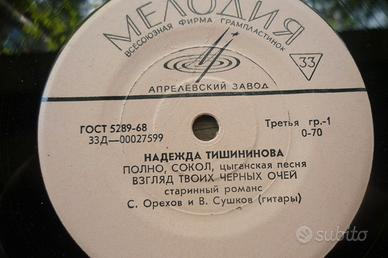 МЕЛОДИЯ
ВСЕСОЮЗНАЯ ФИРМА ГРАМПЛАСТИНОК
33
АПРЕЛЕВСКИЙ ЗАВОД
ГОСТ 5289-68
33Д—00027599
Третья гр.-1
0-70
НАДЕЖДА ТИШИНИНОВА
ПОЛНО, СОКОЛ, цыганская песня
ВЗГЛЯД ТВОИХ ЧЕРНЫХ ОЧЕЙ
старинный романс
С. Орехов и В. Сушков (гитары)
subito